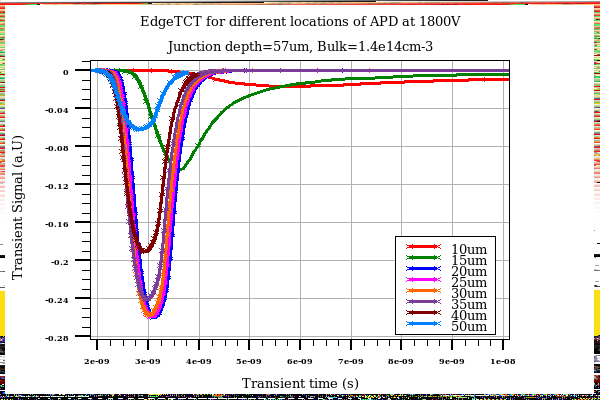 EdgeTCT for different locations of APD at 1800V
Junction depth=57um, Bulk=1.4e14cm-3
Transient Signal (a.U)
0
-0.04
-0.08
-0.12
-0.16
-0.2
-0.24
-0.28
10um
15um
20um
25um
30um
35um
40um
50um
2e-09 3e-09 4e-09 5e-09 6e-09 7e-09 8e-09 9e-09 1e-08
Transient time (s)